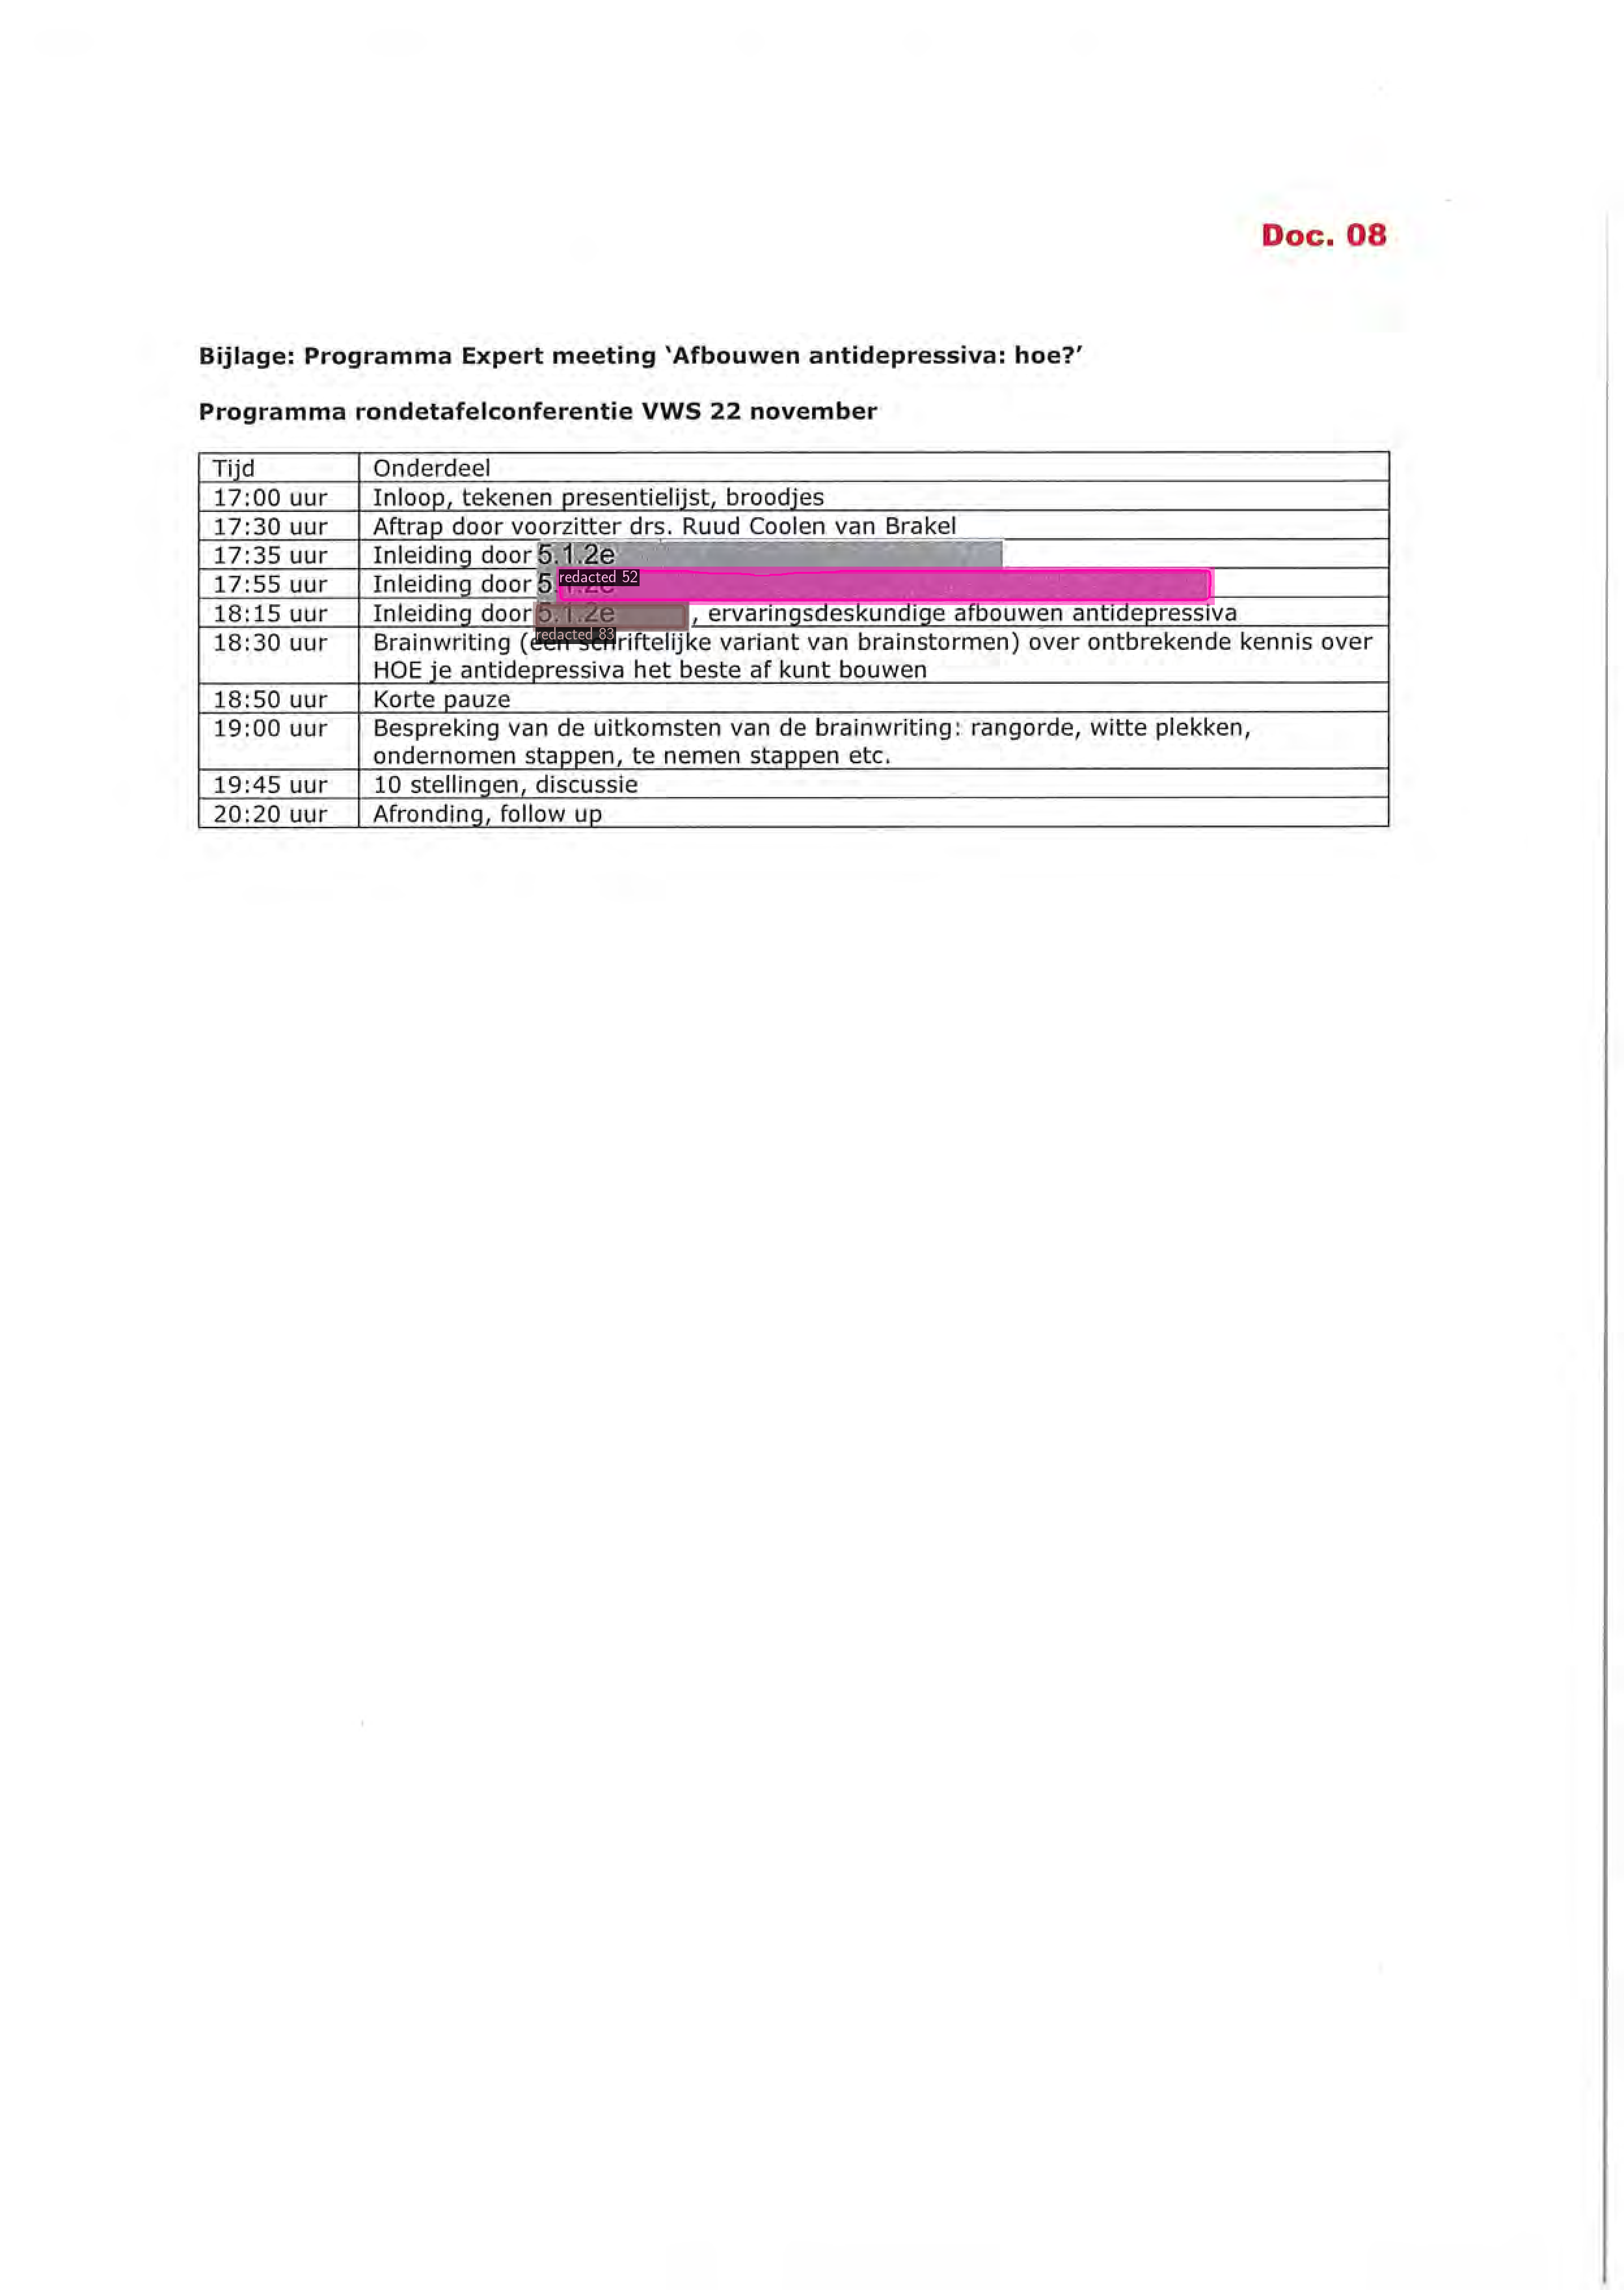 Doc. 08
Bijlage: Programma Expert meeting ‘Afbouwen antidepressiva: hoe?’
Programma rondetafelconferentie VWS 22 november
Tijd Onderdeel
17:00 uur Inloop, tekenen presentielijst, broodjes
17:30 uur Aftrap door voorzitter drs. Ruud Coolen van Brakel
17:35 uur Inleiding door 5.1.2e
17:55 uur Inleiding door 5.1.2e
redacted 52
18:15 uur Inleiding door 5.1.2e , ervaringsdeskundige afbouwen antidepressiva
redacted 83
18:30 uur Brainwriting (een schriftelijke variant van brainstormen) over ontbrekende kennis over
HOE je antidepressiva het beste af kunt bouwen
18:50 uur Korte pauze
19:00 uur Bespreking van de uitkomsten van de brainwriting: rangorde, witte plekken,
ondernomen stappen, te nemen stappen etc.
19:45 uur 10 stellingen, discussie
20:20 uur Afronding, follow up